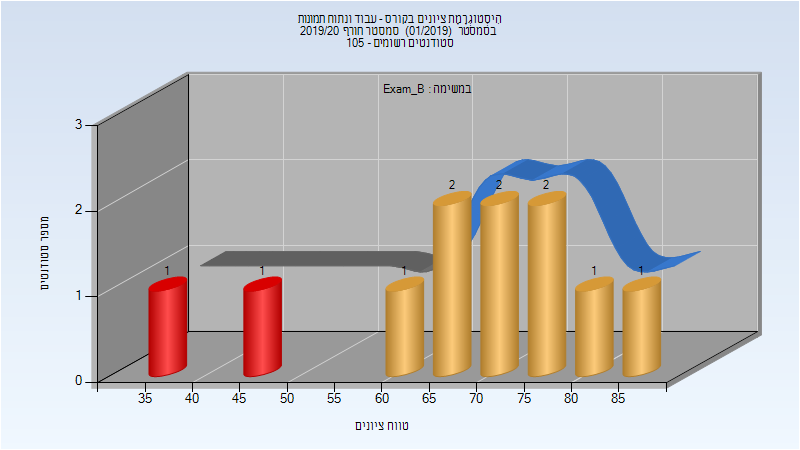 היסטוגרמת ציונים בקורס - עבוד ונתוח תמונות
בסמסטר (01/2019) סמסטר חורף 2019/20
סטודנטים רשומים - 105
במשימה : Exam_B
מספר סטודנטים
3
2
1
0
1
1
1
2
2
2
1
1
35 40 45 50 55 60 65 70 75 80 85
טווח ציונים